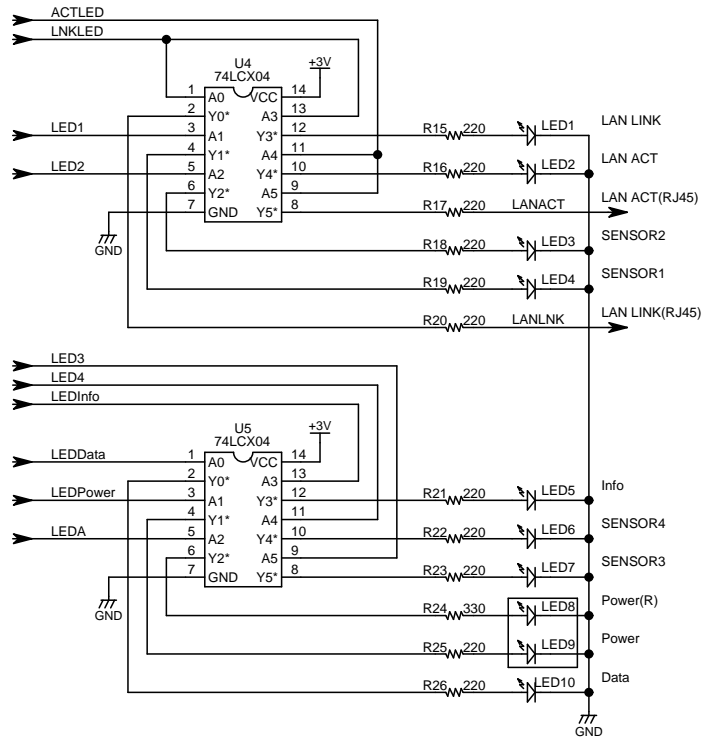 ACTLED
LNKLED
U4
74LCX04
+3V
1 A0 VCC 14
2 Y0* A3 13
LED1 3 A1 Y3* 12 R15 220 LED1 LAN LINK
4 Y1* A4 11
LED2 5 A2 Y4* 10 R16 220 LED2 LAN ACT
6 Y2* A5 9
7 GND Y5* 8 R17 220 LANACT LAN ACT(RJ45)
GND
R18 220 LED3 SENSOR2
R19 220 LED4 SENSOR1
R20 220 LANLNK LAN LINK(RJ45)
LED3
LED4
LEDInfo
U5
74LCX04
+3V
LEDData 1 A0 VCC 14
2 Y0* A3 13
LEDPower 3 A1 Y3* 12 R21 220 LED5 Info
4 Y1* A4 11
LEDA 5 A2 Y4* 10 R22 220 LED6 SENSOR4
6 Y2* A5 9
7 GND Y5* 8 R23 220 LED7 SENSOR3
GND
R24 330 LED8 Power(R)
R25 220 LED9 Power
R26 220 LED10 Data
GND